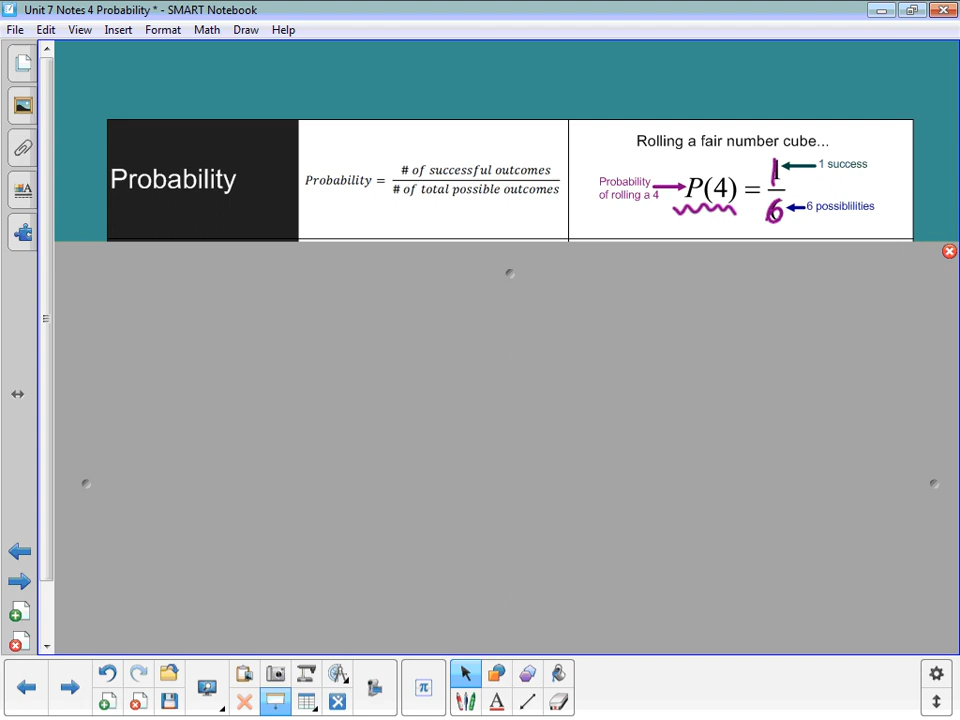 Unit 7 Notes 4 Probability * - SMART Notebook
File Edit View Insert Format Math Draw Help
Probability
Probability = # of successful outcomes
# of total possible outcomes
Rolling a fair number cube...
Probability
of rolling a 4
P(4) = 1
6
1 success
6 possiblilities
π
A